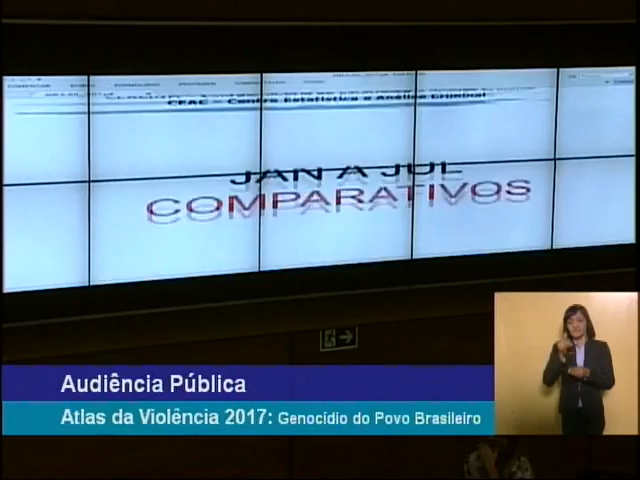 CEAC - Centro Estatística e Análise Criminal
JAN A JUL
COMPARATIVOS
Audiência Pública
Atlas da Violência 2017: Genocídio do Povo Brasileiro